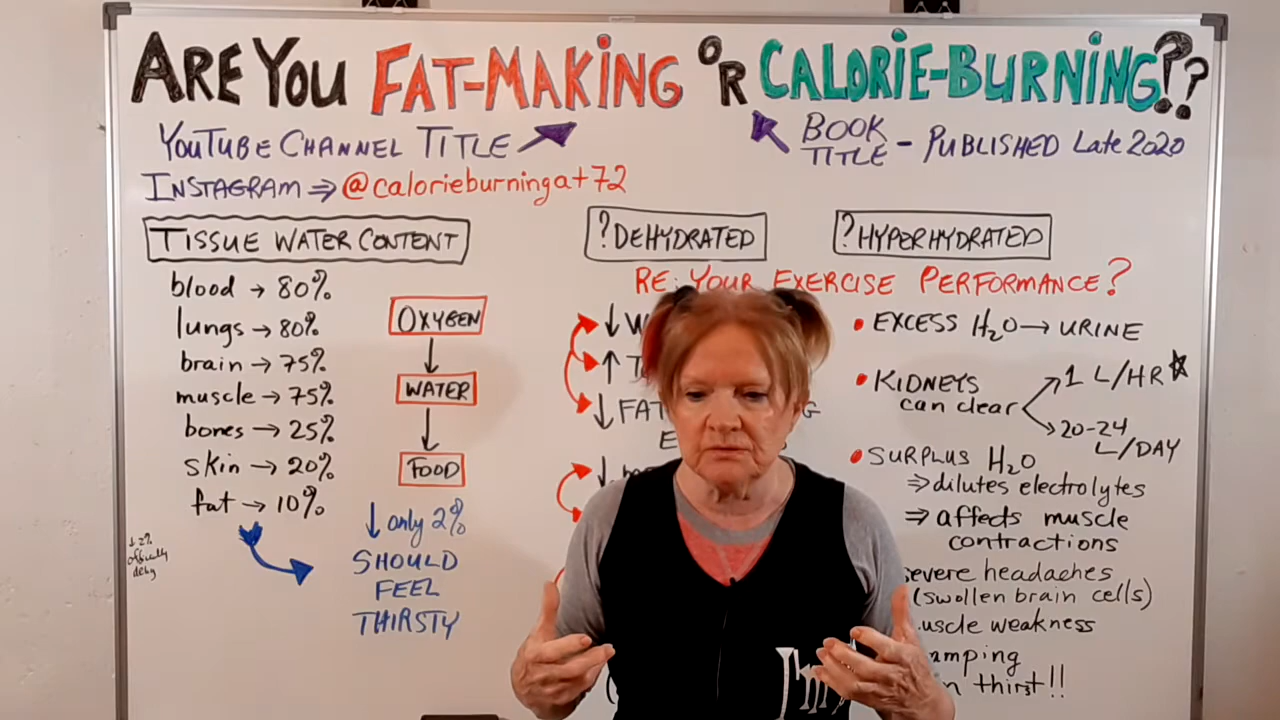 ARE YOU FAT-MAKING OR CALORIE-BURNING??
YOUTUBE CHANNEL TITLE
BOOK TITLE - PUBLISHED Late 2020
INSTAGRAM ⇒ @calorieburningat72
TISSUE WATER CONTENT
blood → 80%
lungs → 80%
brain → 75%
muscle → 75%
bones → 25%
skin → 20%
fat → 10%
↓ 2%
OXYGEN
↓
WATER
↓
FOOD
↓ only 2%
SHOULD
FEEL
THIRSTY
?DEHYDRATED
?HYPERHYDRATED
RE: YOUR EXERCISE PERFORMANCE?
↓
↑
↓ FAT
↓
• EXCESS H₂O → URINE
• KIDNEYS
can clear
1 L/HR ☆
20-24
L/DAY
• SURPLUS H₂O
⇒ dilutes electrolytes
⇒ affects muscle
contractions
severe headaches
(swollen brain cells)
weakness
thirst!!